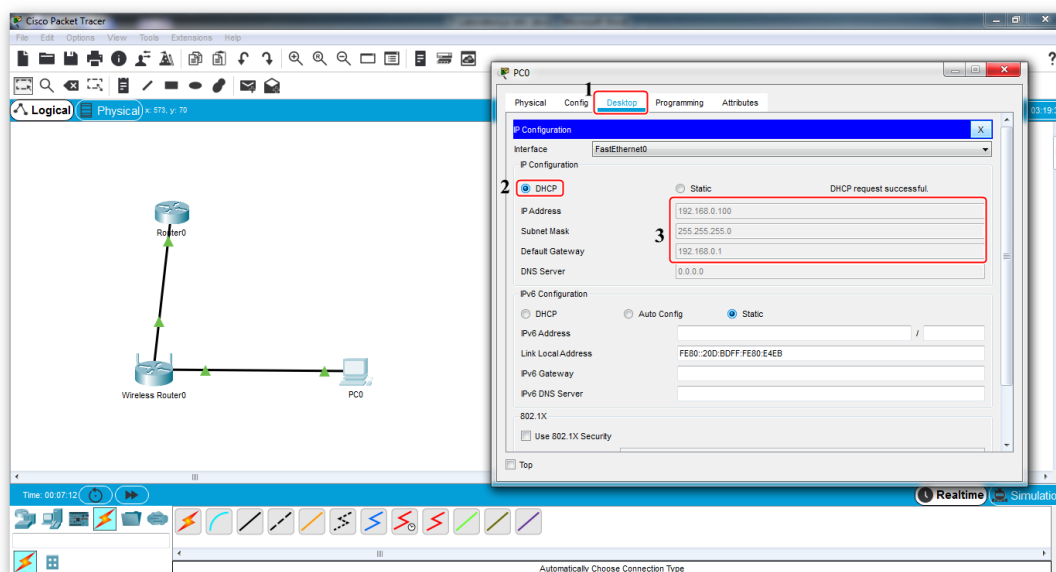 Cisco Packet Tracer
File Edit Options View Tools Extensions Help
?
Logical Physical x: 573, y: 70
03:19:3
Router0
Wireless Router0
PC0
PC0
1
Physical Config Desktop Programming Attributes
IP Configuration X
Interface FastEthernet0
IP Configuration
2 DHCP Static DHCP request successful.
IP Address 192.168.0.100
Subnet Mask 255.255.255.0
3
Default Gateway 192.168.0.1
DNS Server 0.0.0.0
IPv6 Configuration
DHCP Auto Config Static
IPv6 Address /
Link Local Address FE80::20D:BDFF:FE80:E4EB
IPv6 Gateway
IPv6 DNS Server
802.1X
Use 802.1X Security
Top
Time: 00:07:12 Realtime Simulatio
Automatically Choose Connection Type